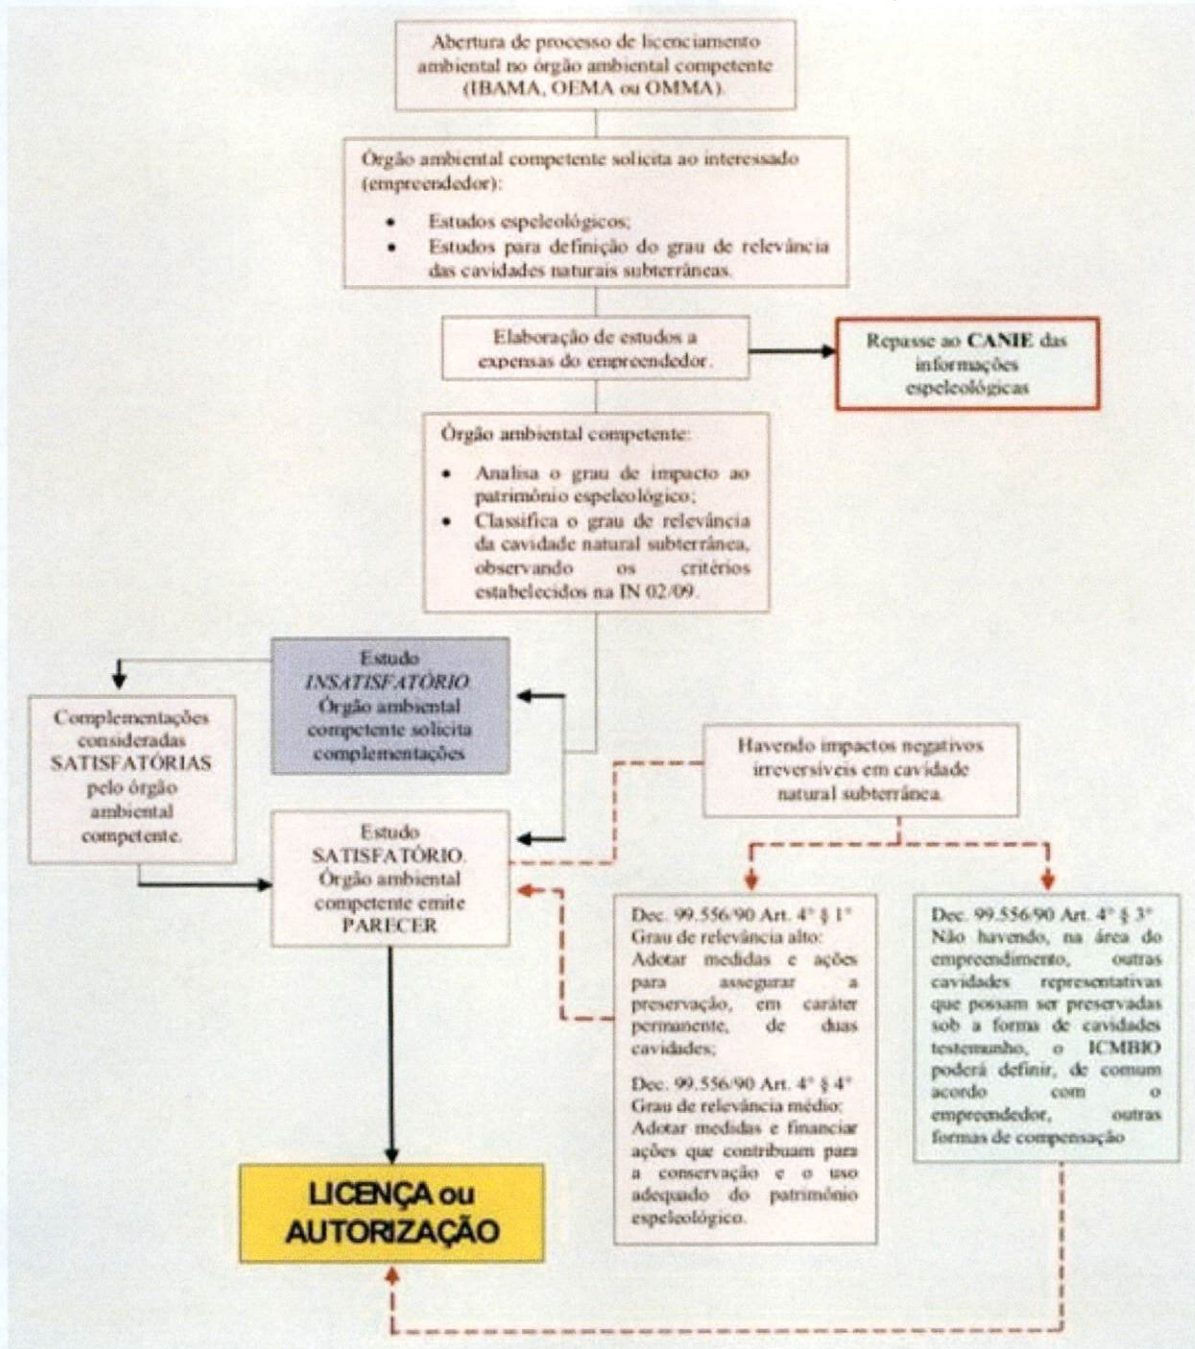 Abertura de processo de licenciamento
ambiental no órgão ambiental competente
(IBAMA, OEMA ou OMMA).
Órgão ambiental competente solicita ao interessado
(empreendedor):
• Estudos espeleológicos;
• Estudos para definição do grau de relevância
das cavidades naturais subterrâneas.
Elaboração de estudos a
expensas do empreendedor.
Repasse ao CANIE das
informações
espeleológicas
Órgão ambiental competente:
• Analisa o grau de impacto ao
patrimônio espeleológico;
• Classifica o grau de relevância
da cavidade natural subterrânea,
observando os critérios
estabelecidos na IN 02/09.
Estudo
INSATISFATÓRIO.
Órgão ambiental
competente solicita
complementações
Complementações
consideradas
SATISFATÓRIAS
pelo órgão
ambiental
competente.
Estudo
SATISFATÓRIO.
Órgão ambiental
competente emite
PARECER
Havendo impactos negativos
irreversíveis em cavidade
natural subterrânea.
Dec. 99.556/90 Art. 4° § 1°
Grau de relevância alto:
Adotar medidas e ações
para assegurar a
preservação, em caráter
permanente, de duas
cavidades;
Dec. 99.556/90 Art. 4° § 4°
Grau de relevância médio:
Adotar medidas e financiar
ações que contribuam para
a conservação e o uso
adequado do patrimônio
espeleológico.
Dec. 99.556/90 Art. 4° § 3°
Não havendo, na área do
empreendimento, outras
cavidades representativas
que possam ser preservadas
sob a forma de cavidades
testemunho, o ICMBIO
poderá definir, de comum
acordo com o
empreendedor, outras
formas de compensação
LICENÇA ou
AUTORIZAÇÃO